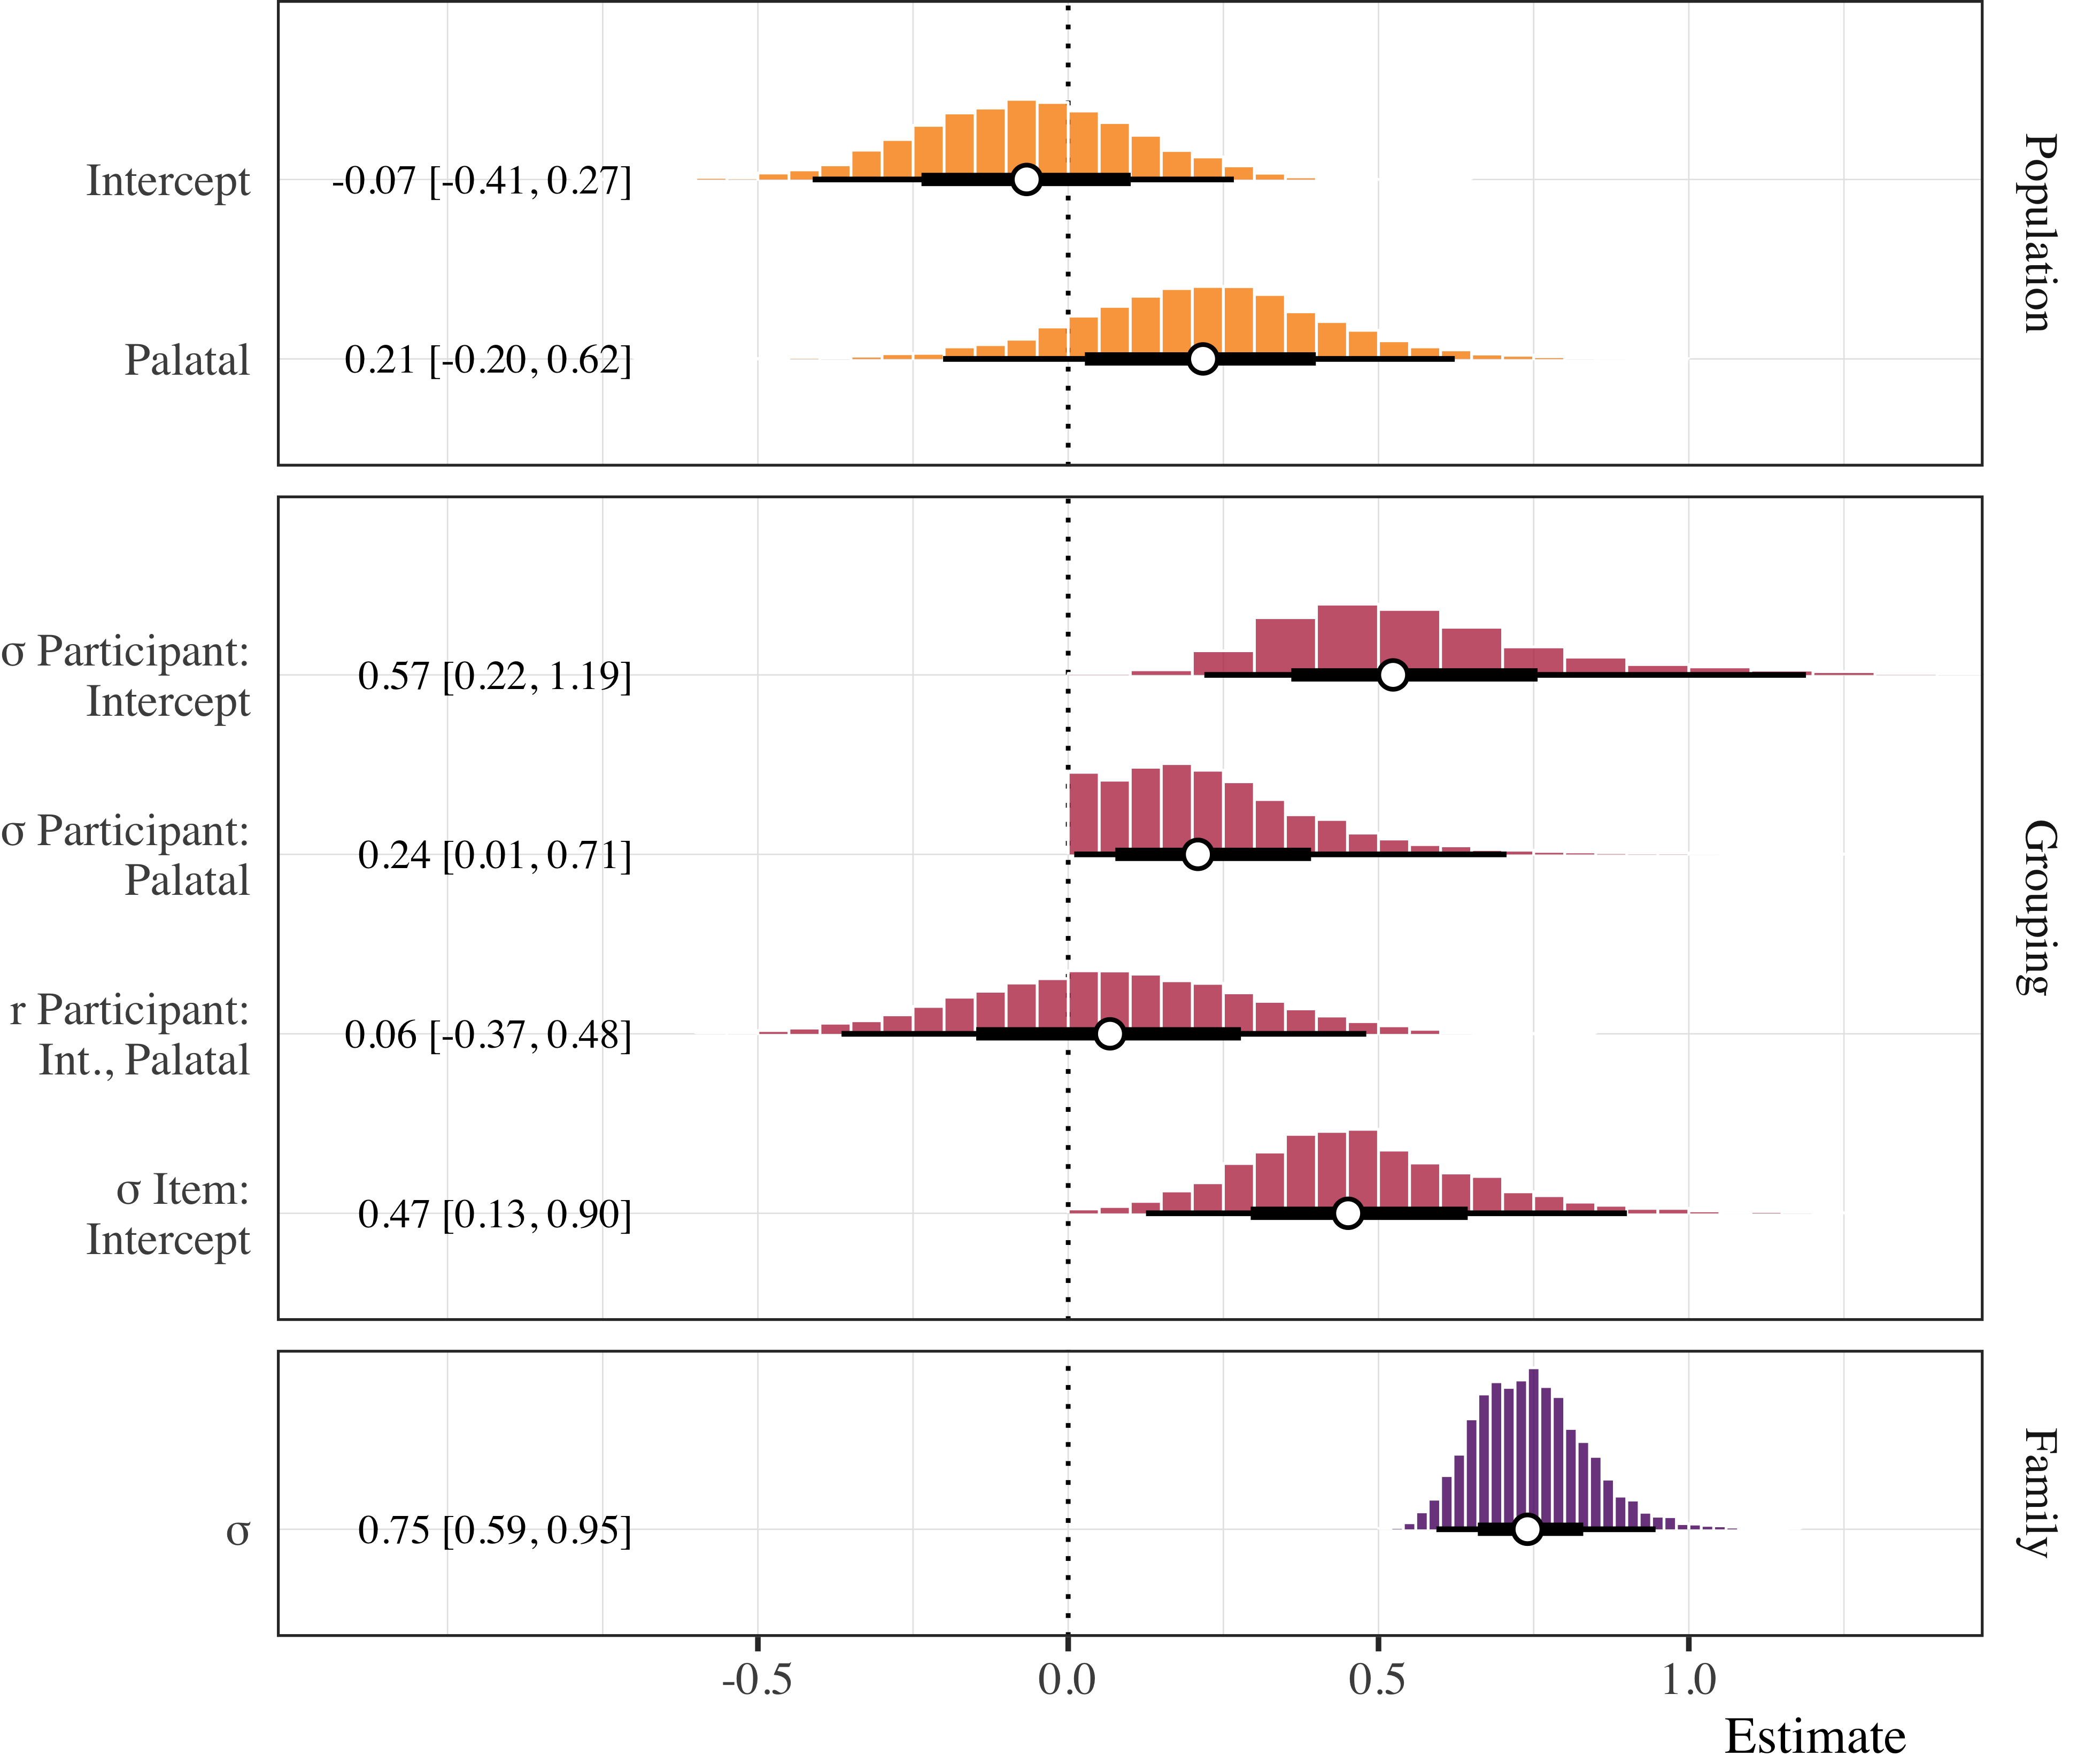 Population
Intercept
-0.07 [-0.41, 0.27]
Palatal
0.21 [-0.20, 0.62]
Grouping
σ Participant:
Intercept
0.57 [0.22, 1.19]
σ Participant:
Palatal
0.24 [0.01, 0.71]
r Participant:
Int., Palatal
0.06 [-0.37, 0.48]
σ Item:
Intercept
0.47 [0.13, 0.90]
Family
σ
0.75 [0.59, 0.95]
-0.5 0.0 0.5 1.0
Estimate